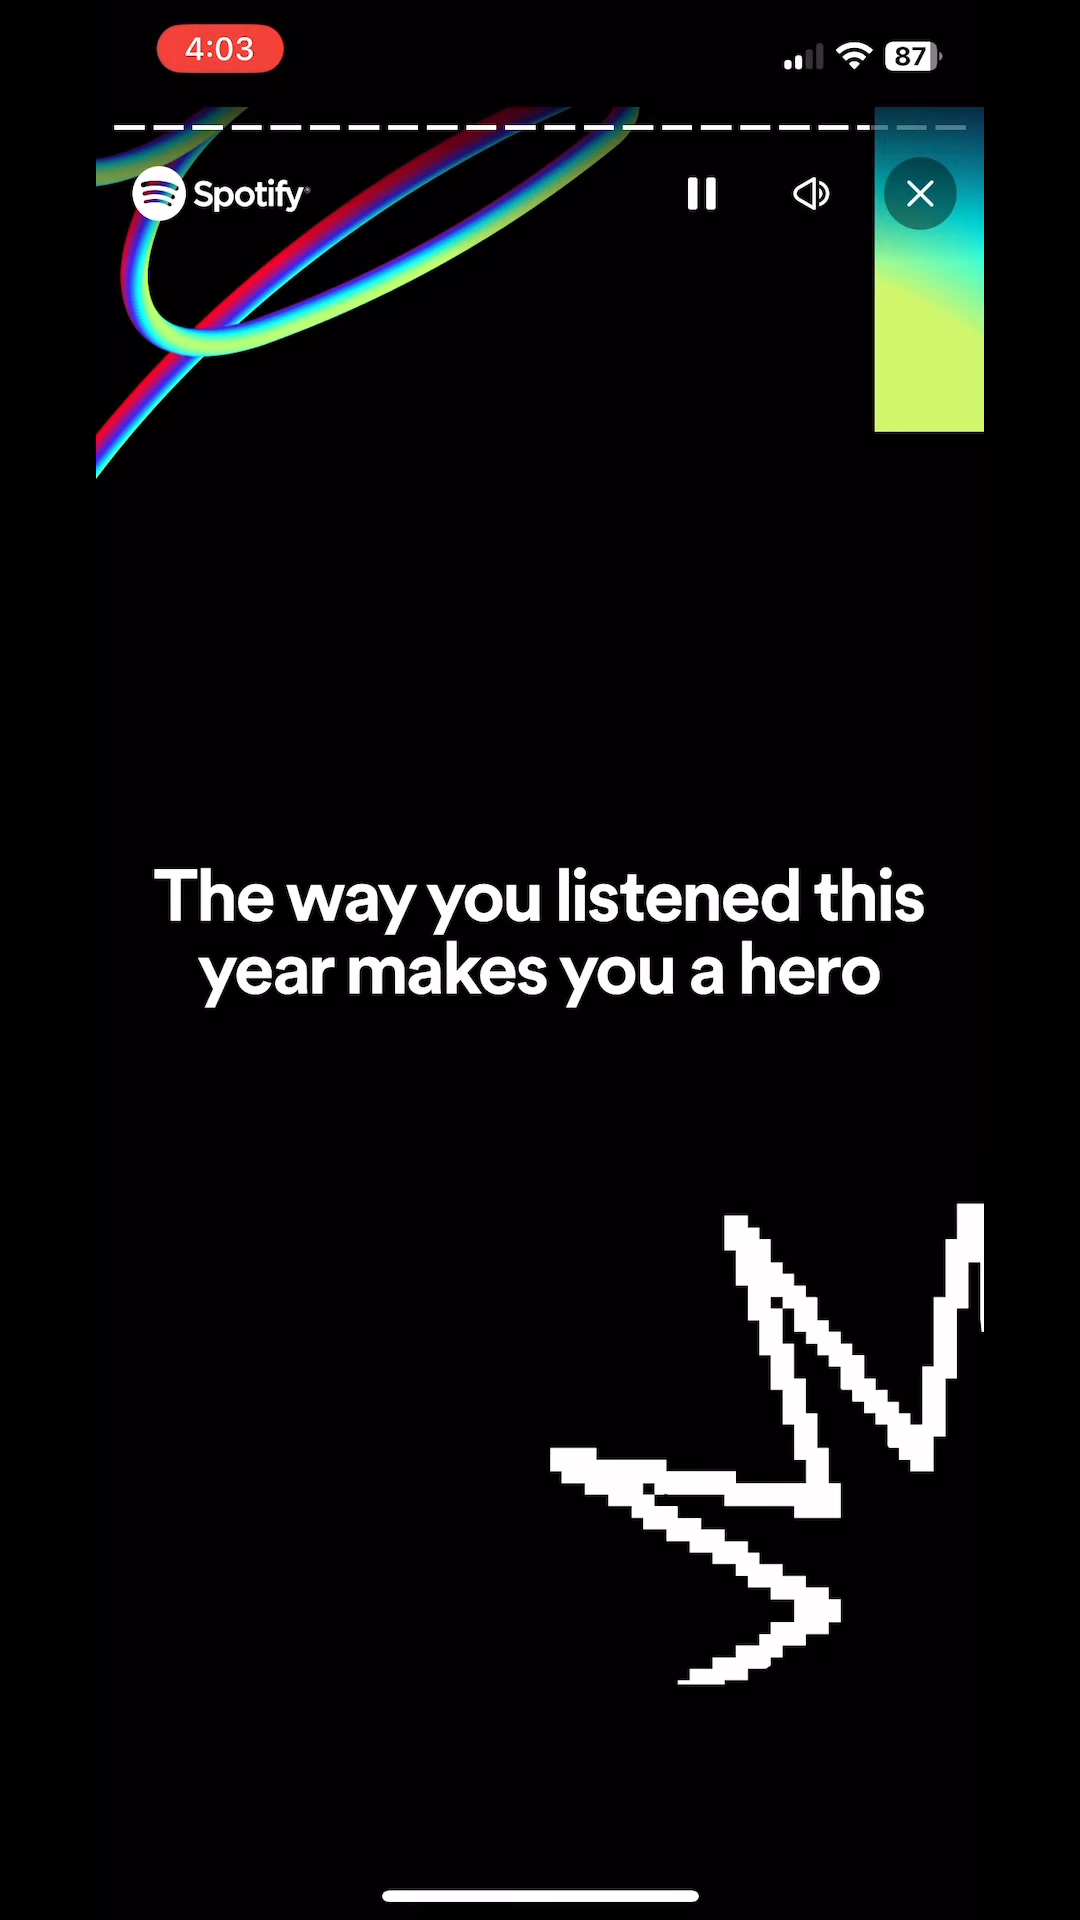 4:03
87
Spotify
The way you listened this
year makes you a hero